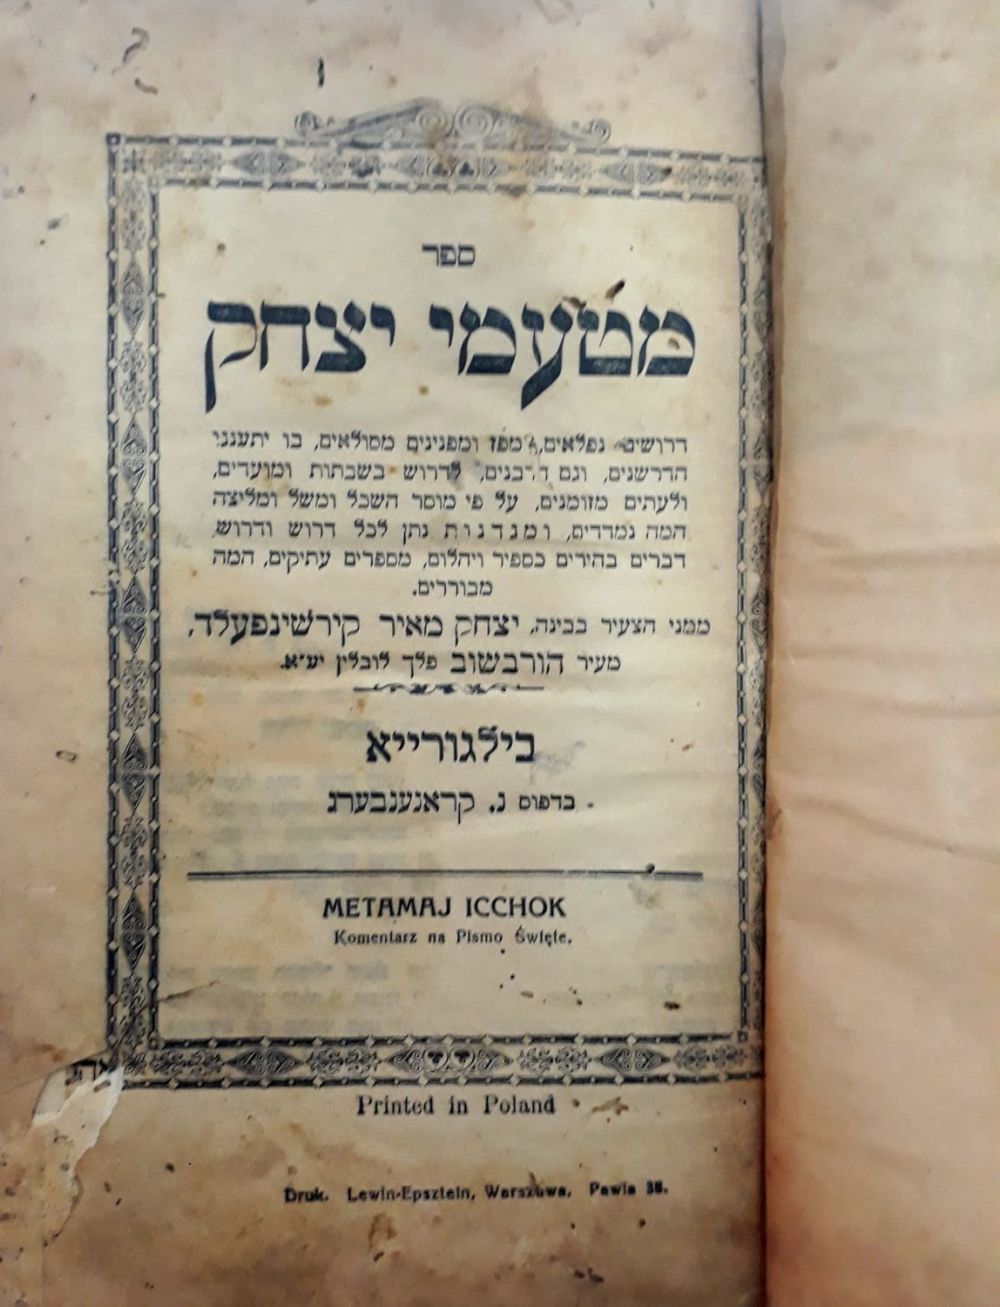 ספר
מטעמי יצחק
דרושים נפלאים, מפז ומפנינים מסולאים, בו יתענגו
הדרשנים, וגם רבנים, לדרוש בשבתות ומועדים,
ולעתים מזומנים, על פי מוסר השכל ומשל ומליצה
המה נמדדים, ומגדנות נתן לכל דרוש ודרוש
דברים בהירים כספיר ויהלום, מספרים עתיקים, המה
מבוררים.
ממני הצעיר בבינה, יצחק מאיר קירשינפעלד,
מעיר הורבשוב פלך לובלין יע״א.
בילגורייא
בדפוס נ. קראנענבערג
METAMAJ ICCHOK
Komentarz na Pismo Święte.
Printed in Poland
Druk. Lewin-Epsztein, Warszawa, Pawia 38.